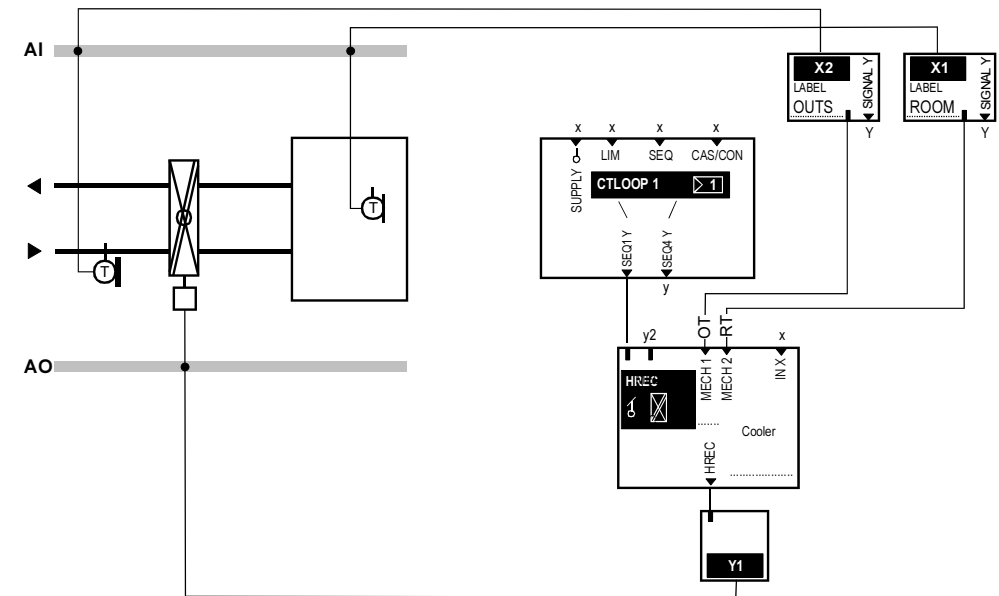 AI
X2
LABEL
OUTS
SIGNAL Y
Y
X1
LABEL
ROOM
SIGNAL Y
Y
x x x x
SUPPLY
LIM SEQ CAS/CON
CTLOOP 1
1
SEQ1 Y
SEQ4 Y
y
T
T
OT
RT
y2
x
AO
HREC
MECH 1
MECH 2
IN X
Cooler
HREC
Y1